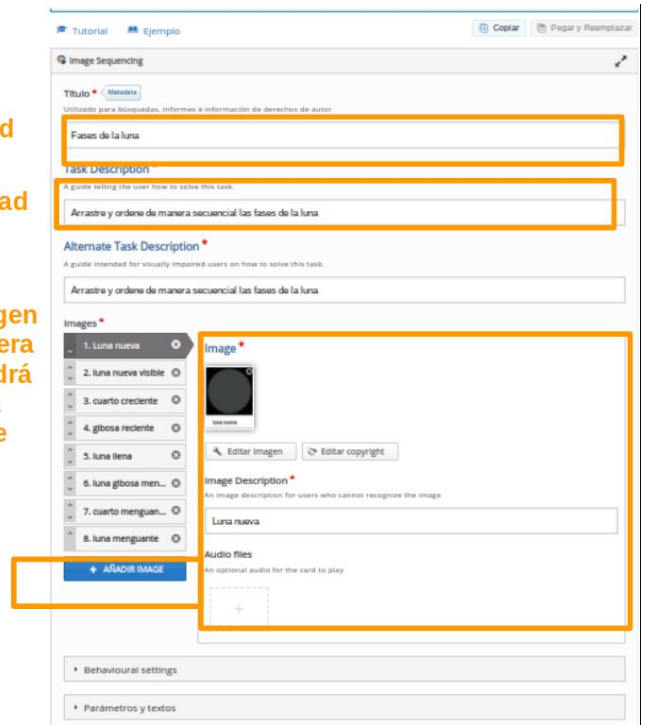 Tutorial Ejemplo Copiar Pegar y Reemplazar
Image Sequencing
Título * Metadata
Utilizado para búsquedas, informes e información de derechos de autor
Fases de la luna
Task Description
A guide telling the user how to solve this task.
Arrastre y ordene de manera secuencial las fases de la luna
Alternate Task Description *
A guide intended for visually impaired users on how to solve this task.
Arrastre y ordene de manera secuencial las fases de la luna
Images *
1. Luna nueva
2. luna nueva visible
3. cuarto creciente
4. gibosa reciente
5. luna llena
6. luna gibosa men...
7. cuarto menguan...
8. luna menguante
+ AÑADIR IMAGE
Image *
luna nueva
Editar imagen Editar copyright
Image Description *
An image description for users who cannot recognize the image
Luna nueva
Audio files
An optional audio for the card to play
+
Behavioural settings
Parámetros y textos
d
ad
gen
era
drá
e